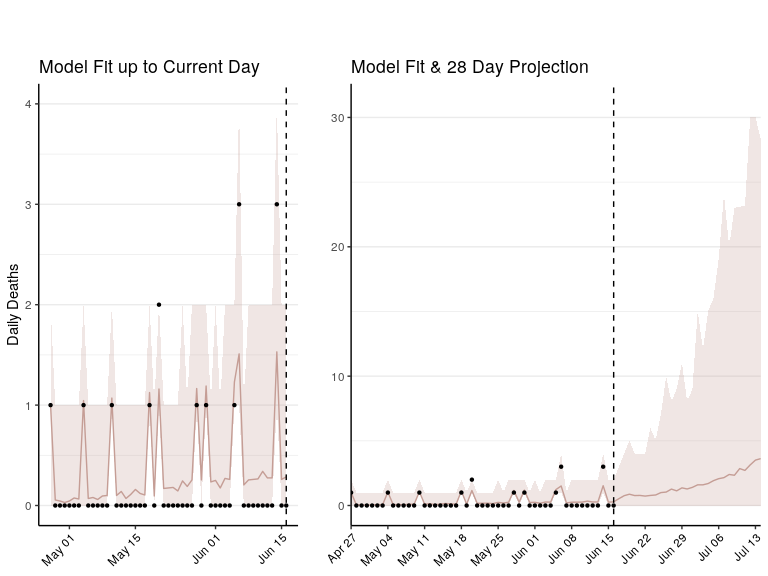 Model Fit up to Current Day
Daily Deaths
4
3
2
1
0
May 01
May 15
Jun 01
Jun 15
Model Fit & 28 Day Projection
30
20
10
0
Apr 27
May 04
May 11
May 18
May 25
Jun 01
Jun 08
Jun 15
Jun 22
Jun 29
Jul 06
Jul 13